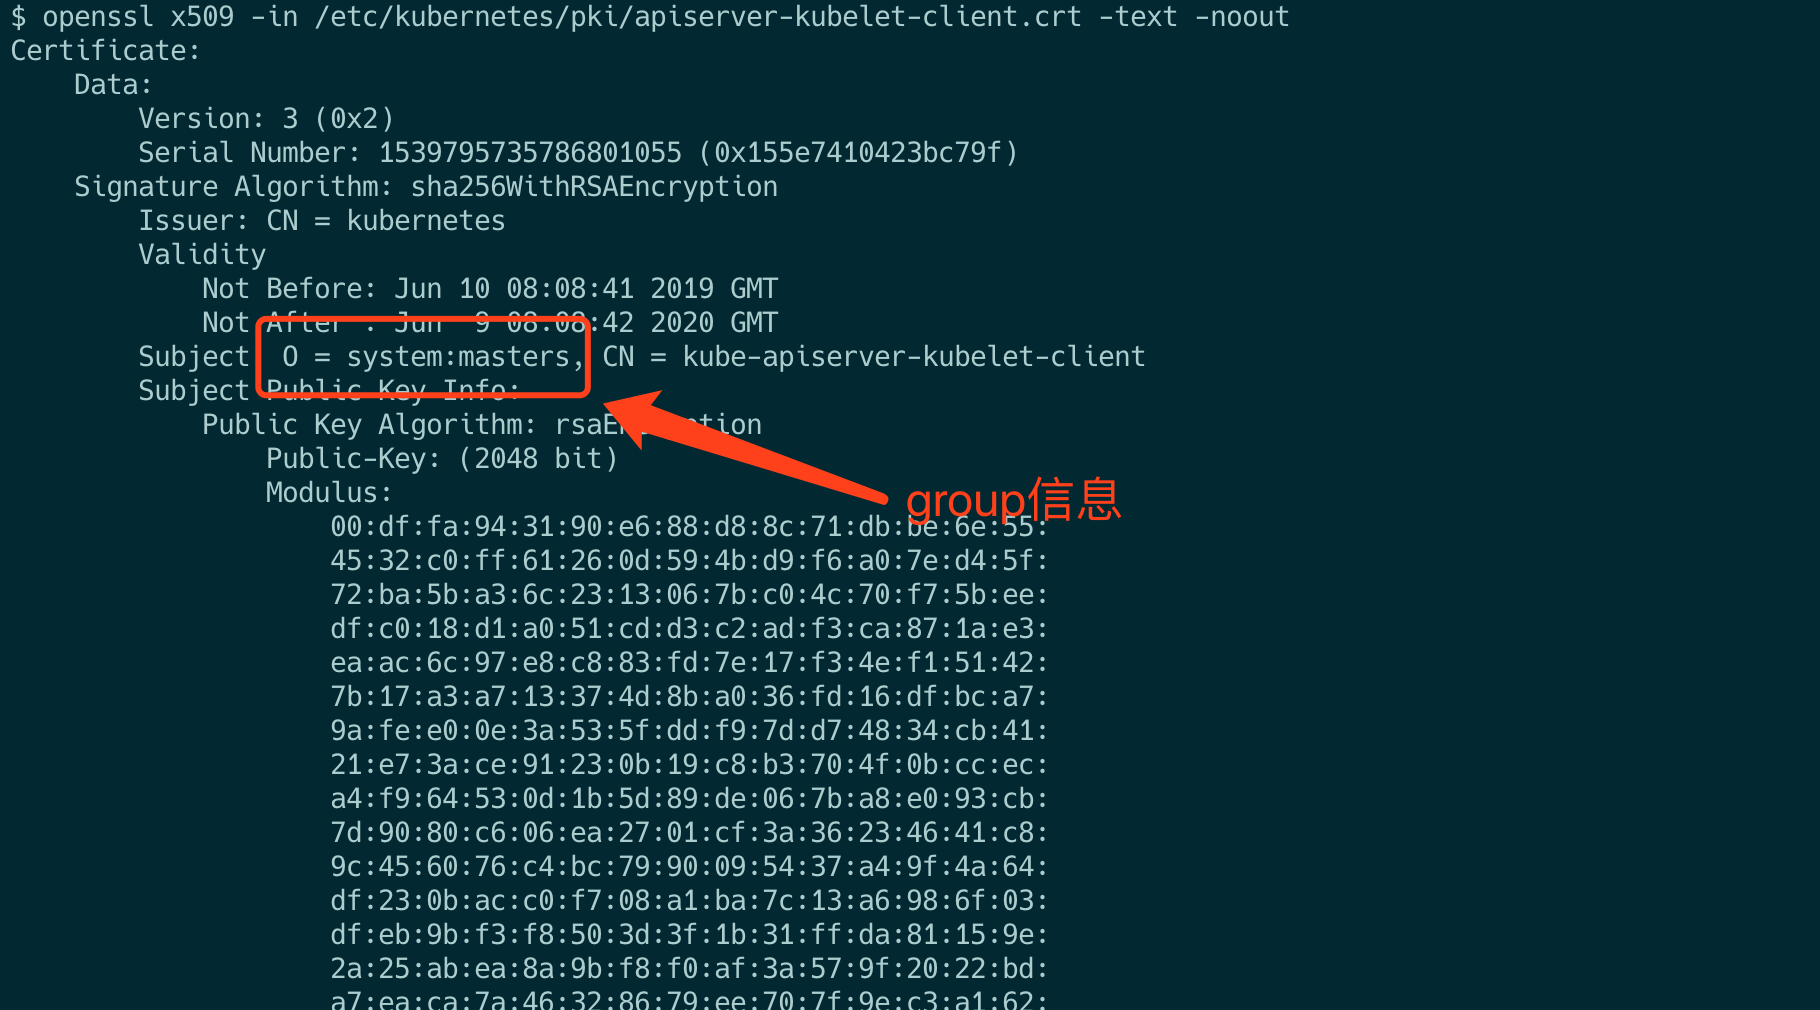 $ openssl x509 -in /etc/kubernetes/pki/apiserver-kubelet-client.crt -text -noout
Certificate:
Data:
Version: 3 (0x2)
Serial Number: 1539795735786801055 (0x155e7410423bc79f)
Signature Algorithm: sha256WithRSAEncryption
Issuer: CN = kubernetes
Validity
Not Before: Jun 10 08:08:41 2019 GMT
Not After : Jun  9 08:08:42 2020 GMT
Subject O = system:masters, CN = kube-apiserver-kubelet-client
Subject Public Key Info:
Public Key Algorithm: tion
Public-Key: (2048 bit)
Modulus:
group信息
00:df:fa:94:31:90:e6:88:d8:8c:71:db:be:6e:55:
45:32:c0:ff:61:26:0d:59:4b:d9:f6:a0:7e:d4:5f:
72:ba:5b:a3:6c:23:13:06:7b:c0:4c:70:f7:5b:ee:
df:c0:18:d1:a0:51:cd:d3:c2:ad:f3:ca:87:1a:e3:
ea:ac:6c:97:e8:c8:83:fd:7e:17:f3:4e:f1:51:42:
7b:17:a3:a7:13:37:4d:8b:a0:36:fd:16:df:bc:a7:
9a:fe:e0:0e:3a:53:5f:dd:f9:7d:d7:48:34:cb:41:
21:e7:3a:ce:91:23:0b:19:c8:b3:70:4f:0b:cc:ec:
a4:f9:64:53:0d:1b:5d:89:de:06:7b:a8:e0:93:cb:
7d:90:80:c6:06:ea:27:01:cf:3a:36:23:46:41:c8:
9c:45:60:76:c4:bc:79:90:09:54:37:a4:9f:4a:64:
df:23:0b:ac:c0:f7:08:a1:ba:7c:13:a6:98:6f:03:
df:eb:9b:f3:f8:50:3d:3f:1b:31:ff:da:81:15:9e:
2a:25:ab:ea:8a:9b:f8:f0:af:3a:57:9f:20:22:bd:
a7:ea:ca:7a:46:32:86:79:ee:70:7f:9e:c3:a1:62: